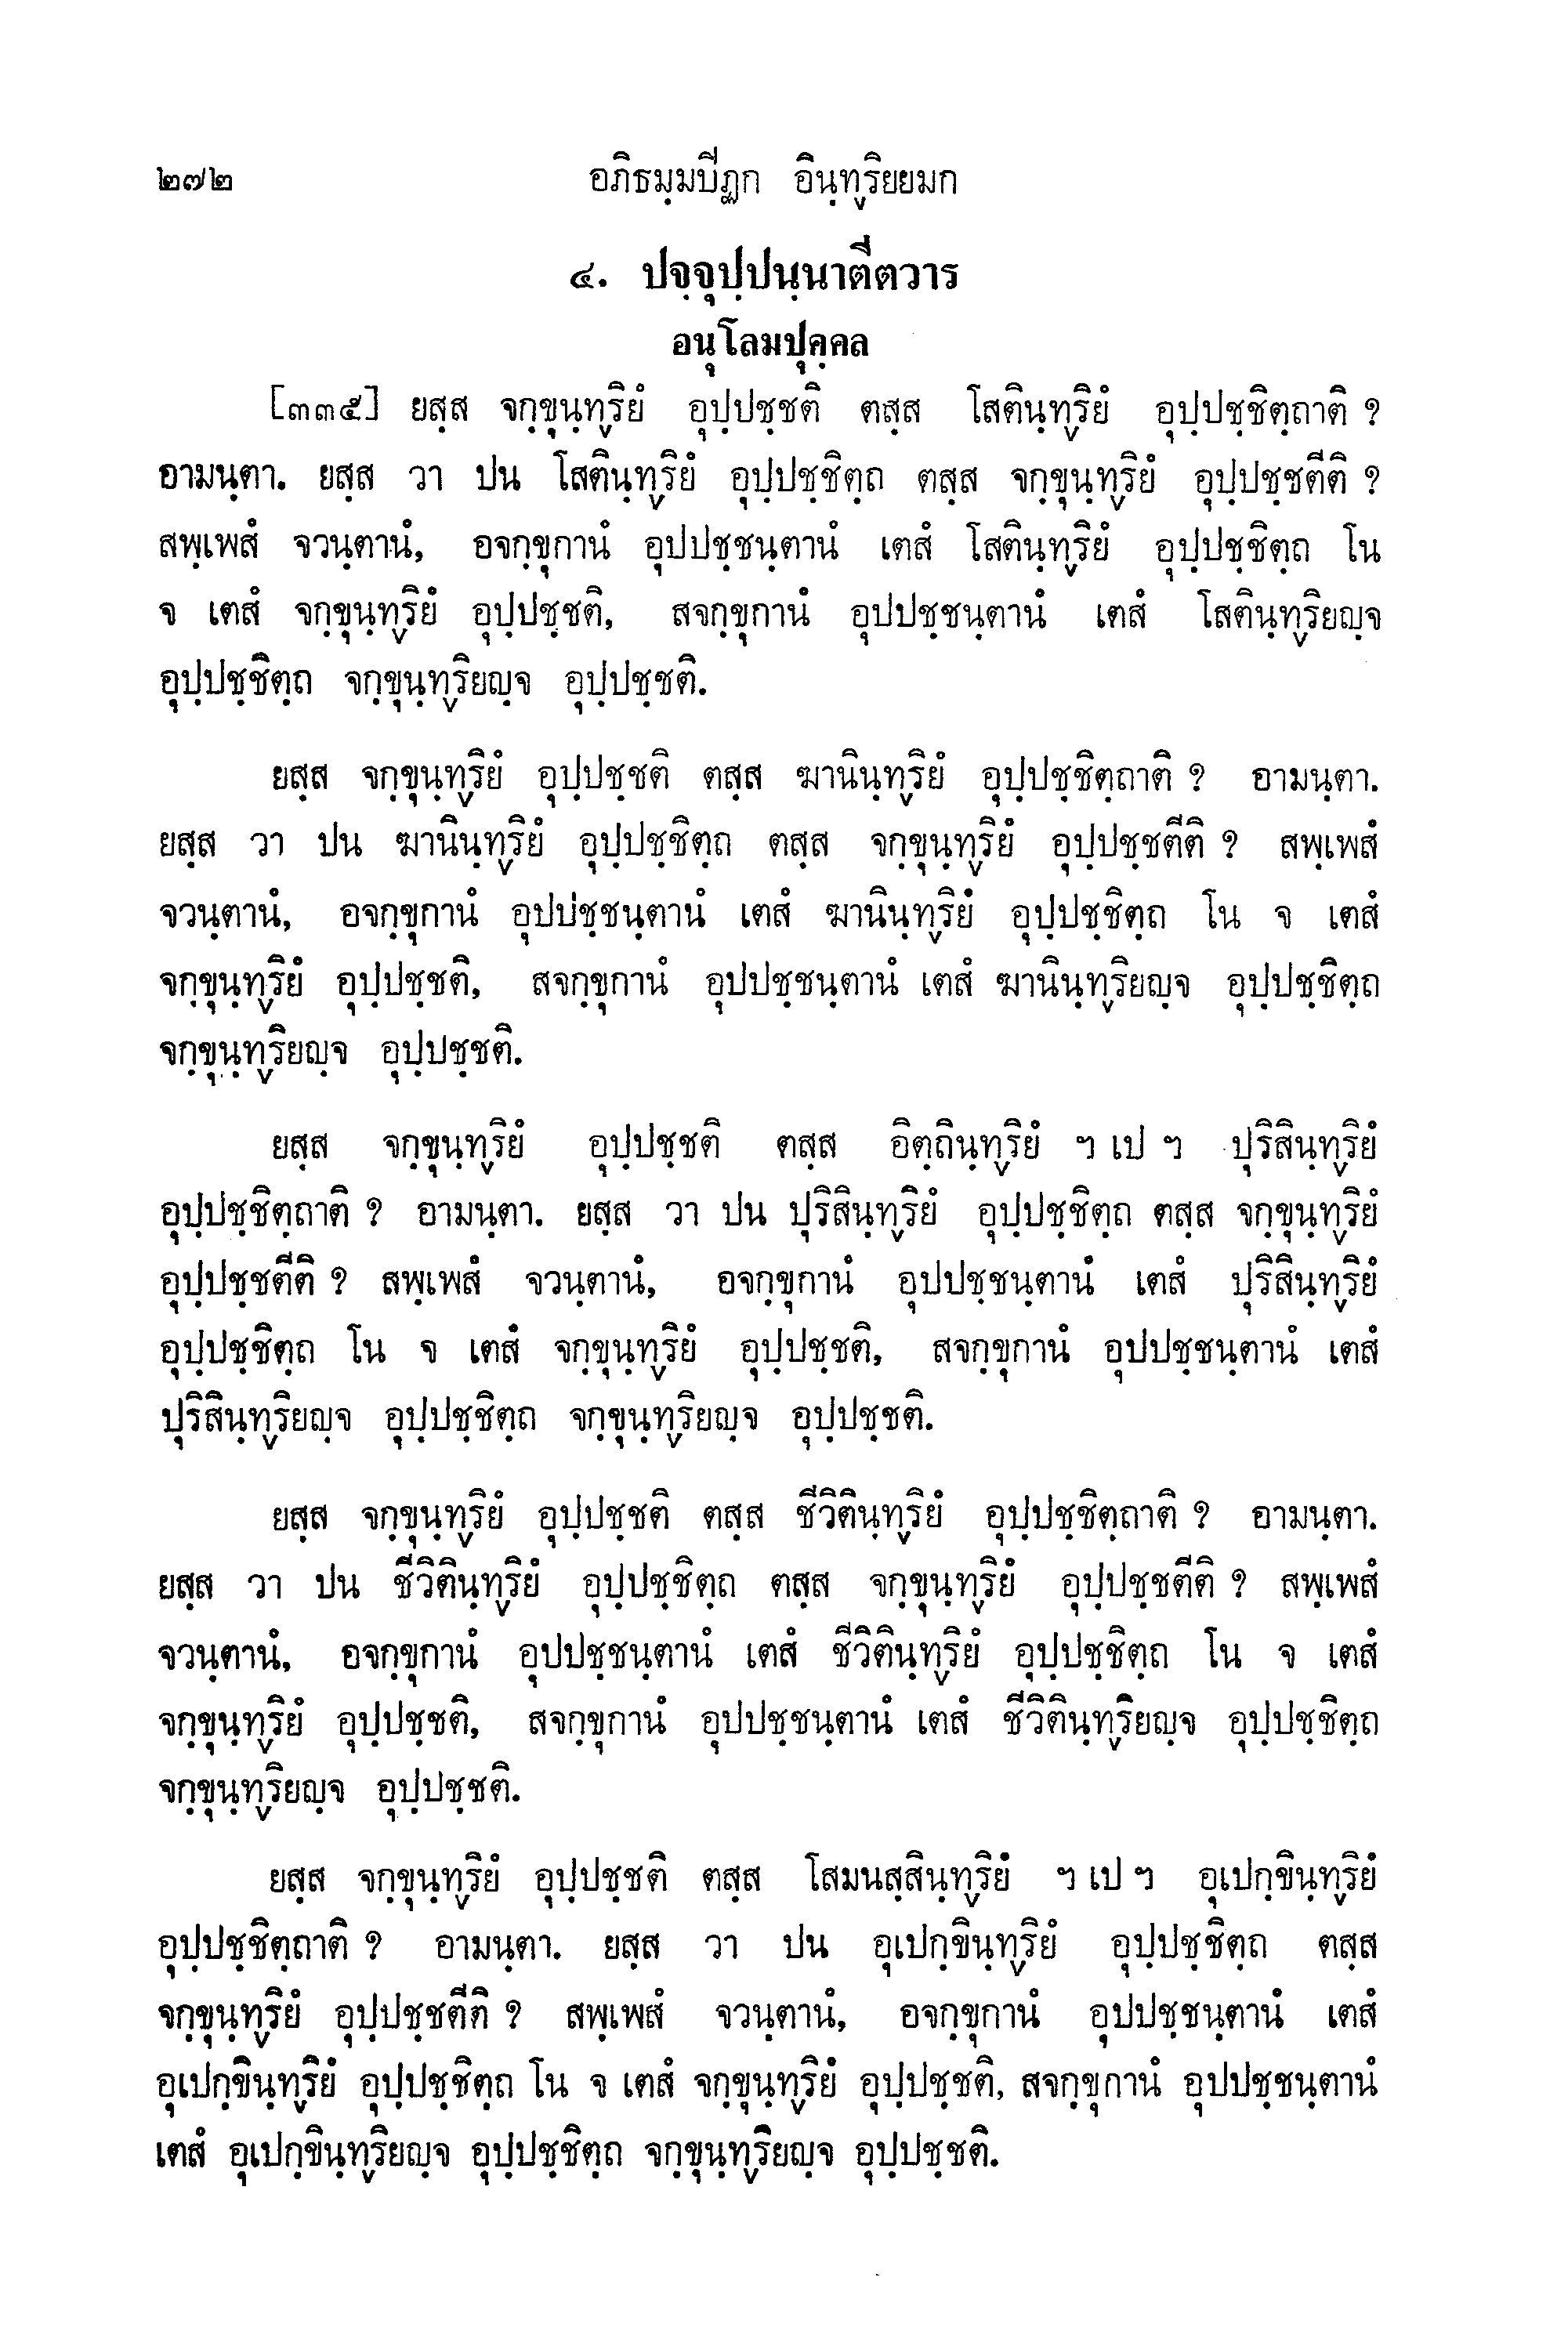 ๒๗๒ อภิธมฺมปิฏก อินฺทฺริยยมก
๔. ปจฺจุปฺปนฺนาตีตวาร
อนุโลมปุคฺคล
[๓๓๕] ยสฺส จกฺขุนฺทฺริยํ อุปฺปชฺชติ ตสฺส โสตินฺทฺริยํ อุปฺปชฺชิตฺถาติ ?
อามนฺตา. ยสฺส วา ปน โสตินฺทฺริยํ อุปฺปชฺชิตฺถ ตสฺส จกฺขุนฺทฺริยํ อุปฺปชฺชตีติ ?
สพฺเพสํ จวนฺตานํ, อจกฺขุกานํ อุปปชฺชนฺตานํ เตสํ โสตินฺทฺริยํ อุปฺปชฺชิตฺถ โน
จ เตสํ จกฺขุนฺทฺริยํ อุปฺปชฺชติ, สจกฺขุกานํ อุปปชฺชนฺตานํ เตสํ โสตินฺทฺริยญฺจ
อุปฺปชฺชิตฺถ จกฺขุนฺทฺริยญฺจ อุปฺปชฺชติ.
ยสฺส จกฺขุนฺทฺริยํ อุปฺปชฺชติ ตสฺส ฆานินฺทฺริยํ อุปฺปชฺชิตฺถาติ ? อามนฺตา.
ยสฺส วา ปน ฆานินฺทฺริยํ อุปฺปชฺชิตฺถ ตสฺส จกฺขุนฺทฺริยํ อุปฺปชฺชตีติ ? สพฺเพสํ
จวนฺตานํ, อจกฺขุกานํ อุปปชฺชนฺตานํ เตสํ ฆานินฺทฺริยํ อุปฺปชฺชิตฺถ โน จ เตสํ
จกฺขุนฺทฺริยํ อุปฺปชฺชติ, สจกฺขุกานํ อุปปชฺชนฺตานํ เตสํ ฆานินฺทฺริยญฺจ อุปฺปชฺชิตฺถ
จกฺขุนฺทฺริยญฺจ อุปฺปชฺชติ.
ยสฺส จกฺขุนฺทฺริยํ อุปฺปชฺชติ ตสฺส อิตฺถินฺทฺริยํ ฯ เป ฯ ปุริสินฺทฺริยํ
อุปฺปชฺชิตฺถาติ ? อามนฺตา. ยสฺส วา ปน ปุริสินฺทฺริยํ อุปฺปชฺชิตฺถ ตสฺส จกฺขุนฺทฺริยํ
อุปฺปชฺชตีติ ? สพฺเพสํ จวนฺตานํ, อจกฺขุกานํ อุปปชฺชนฺตานํ เตสํ ปุริสินฺทฺริยํ
อุปฺปชฺชิตฺถ โน จ เตสํ จกฺขุนฺทฺริยํ อุปฺปชฺชติ, สจกฺขุกานํ อุปปชฺชนฺตานํ เตสํ
ปุริสินฺทฺริยญฺจ อุปฺปชฺชิตฺถ จกฺขุนฺทฺริยญฺจ อุปฺปชฺชติ.
ยสฺส จกฺขุนฺทฺริยํ อุปฺปชฺชติ ตสฺส ชีวิตินฺทฺริยํ อุปฺปชฺชิตฺถาติ ? อามนฺตา.
ยสฺส วา ปน ชีวิตินฺทฺริยํ อุปฺปชฺชิตฺถ ตสฺส จกฺขุนฺทฺริยํ อุปฺปชฺชตีติ ? สพฺเพสํ
จวนฺตานํ, อจกฺขุกานํ อุปปชฺชนฺตานํ เตสํ ชีวิตินฺทฺริยํ อุปฺปชฺชิตฺถ โน จ เตสํ
จกฺขุนฺทฺริยํ อุปฺปชฺชติ, สจกฺขุกานํ อุปปชฺชนฺตานํ เตสํ ชีวิตินฺทฺริยญฺจ อุปฺปชฺชิตฺถ
จกฺขุนฺทฺริยญฺจ อุปฺปชฺชติ.
ยสฺส จกฺขุนฺทฺริยํ อุปฺปชฺชติ ตสฺส โสมนสฺสินฺทฺริยํ ฯ เป ฯ อุเปกฺขินฺทฺริยํ
อุปฺปชฺชิตฺถาติ ? อามนฺตา. ยสฺส วา ปน อุเปกฺขินฺทฺริยํ อุปฺปชฺชิตฺถ ตสฺส
จกฺขุนฺทฺริยํ อุปฺปชฺชตีติ ? สพฺเพสํ จวนฺตานํ, อจกฺขุกานํ อุปปชฺชนฺตานํ เตสํ
อุเปกฺขินฺทฺริยํ อุปฺปชฺชิตฺถ โน จ เตสํ จกฺขุนฺทฺริยํ อุปฺปชฺชติ, สจกฺขุกานํ อุปปชฺชนฺตานํ
เตสํ อุเปกฺขินฺทฺริยญฺจ อุปฺปชฺชิตฺถ จกฺขุนฺทฺริยญฺจ อุปฺปชฺชติ.